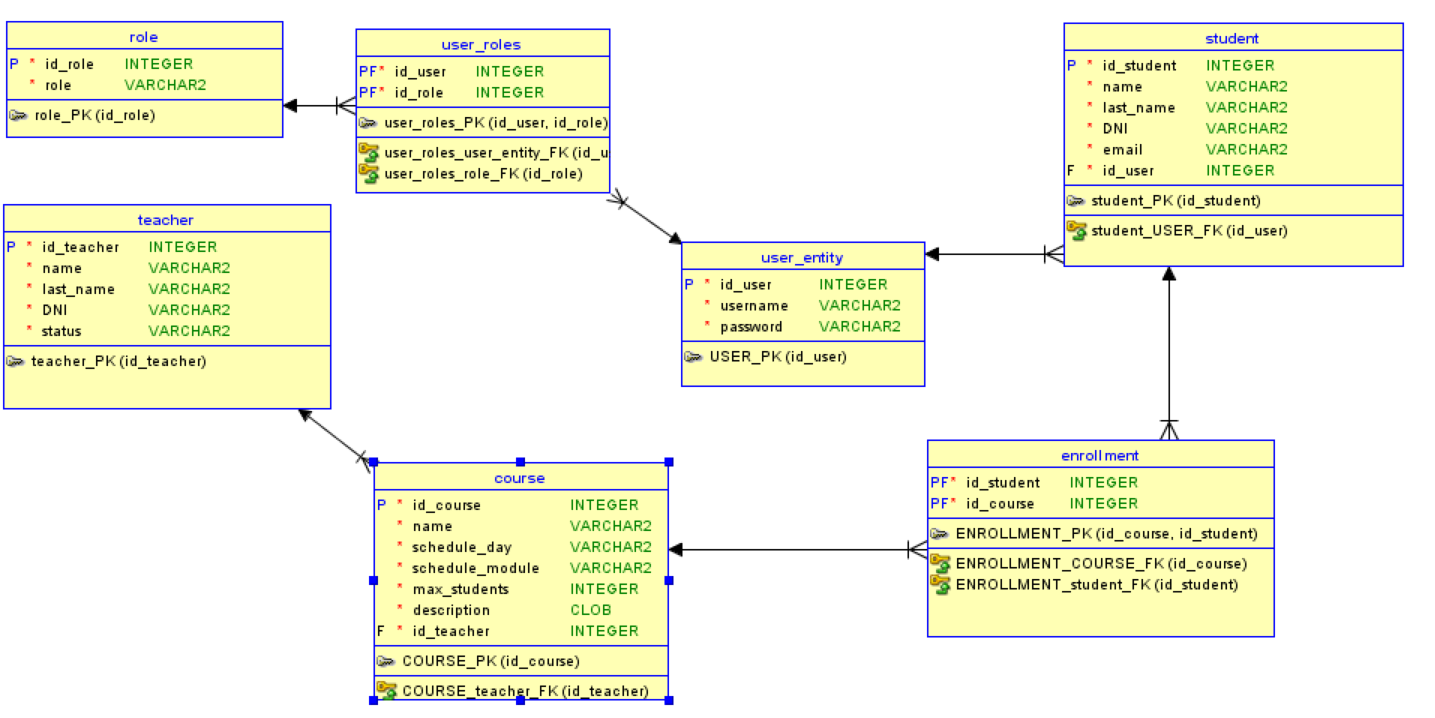 role
P * id_role INTEGER
* role VARCHAR2
role_PK (id_role)
user_roles
PF* id_user INTEGER
PF* id_role INTEGER
user_roles_PK (id_user, id_role)
user_roles_user_entity_FK (id_u
user_roles_role_FK (id_role)
student
P * id_student INTEGER
* name VARCHAR2
* last_name VARCHAR2
* DNI VARCHAR2
* email VARCHAR2
F * id_user INTEGER
student_PK (id_student)
student_USER_FK (id_user)
teacher
P * id_teacher INTEGER
* name VARCHAR2
* last_name VARCHAR2
* DNI VARCHAR2
* status VARCHAR2
teacher_PK (id_teacher)
user_entity
P * id_user INTEGER
* username VARCHAR2
* password VARCHAR2
USER_PK (id_user)
course
P * id_course INTEGER
* name VARCHAR2
* schedule_day VARCHAR2
* schedule_module VARCHAR2
* max_students INTEGER
* description CLOB
F * id_teacher INTEGER
COURSE_PK (id_course)
COURSE_teacher_FK (id_teacher)
enrollment
PF* id_student INTEGER
PF* id_course INTEGER
ENROLLMENT_PK (id_course, id_student)
ENROLLMENT_COURSE_FK (id_course)
ENROLLMENT_student_FK (id_student)